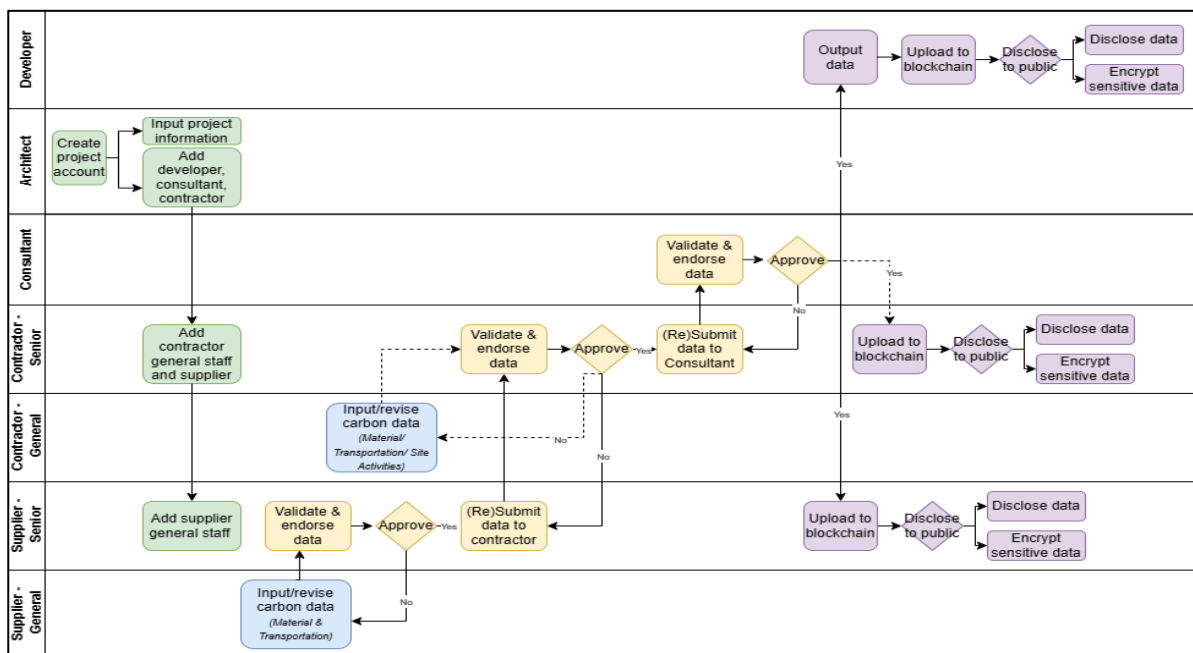 Developer
Output
data
Upload to
blockchain
Disclose
to public
Disclose data
Encrypt
sensitive data
Architect
Create
project
account
Input project
information
Add
developer,
consultant,
contractor
Yes
Consultant
Validate &
endorse
data
Approve
Yes
No
Contractor -
Senior
Add
contractor
general staff
and supplier
Validate &
endorse
data
Approve
Yes
(Re)Submit
data to
Consultant
Upload to
blockchain
Disclose
to public
Disclose data
Encrypt
sensitive data
Contractor -
General
Input/revise
carbon data
(Material/
Transportation/ Site
Activities)
No
No
Yes
Supplier -
Senior
Add supplier
general staff
Validate &
endorse
data
Approve
Yes
(Re)Submit
data to
contractor
Upload to
blockchain
Disclose
to public
Disclose data
Encrypt
sensitive data
Supplier -
General
Input/revise
carbon data
(Material &
Transportation)
No